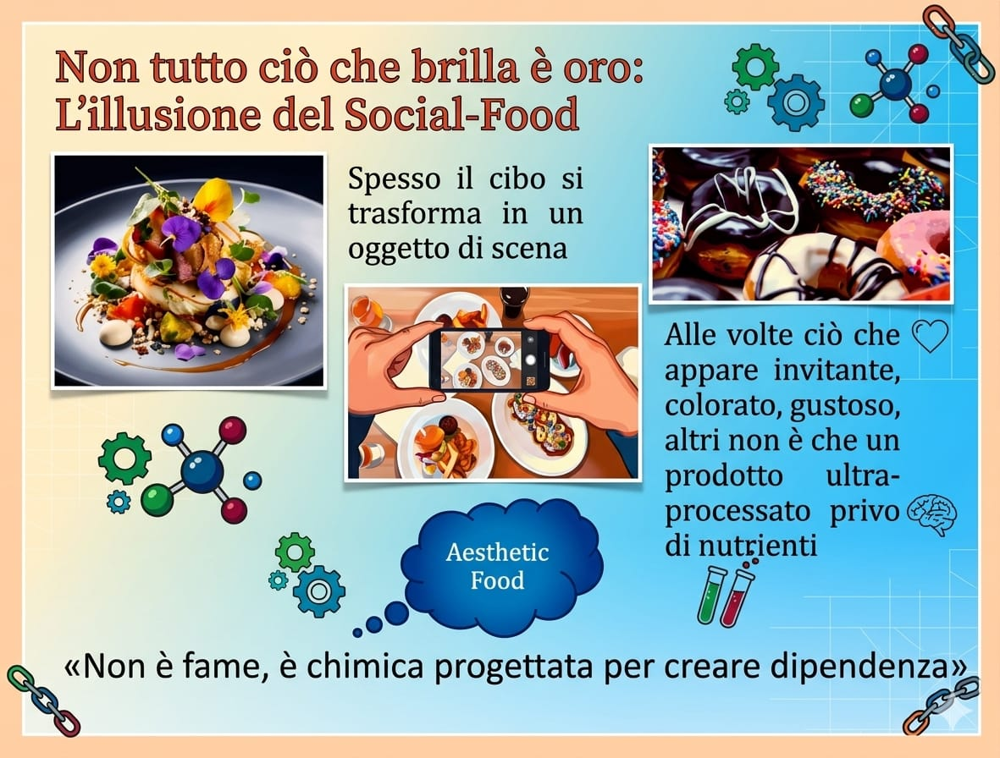 Non tutto ciò che brilla è oro:
L’illusione del Social-Food
Spesso il cibo si
trasforma in un
oggetto di scena
Alle volte ciò che
appare invitante,
colorato, gustoso,
altri non è che un
prodotto ultra-
processato privo
di nutrienti
Aesthetic
Food
«Non è fame, è chimica progettata per creare dipendenza»